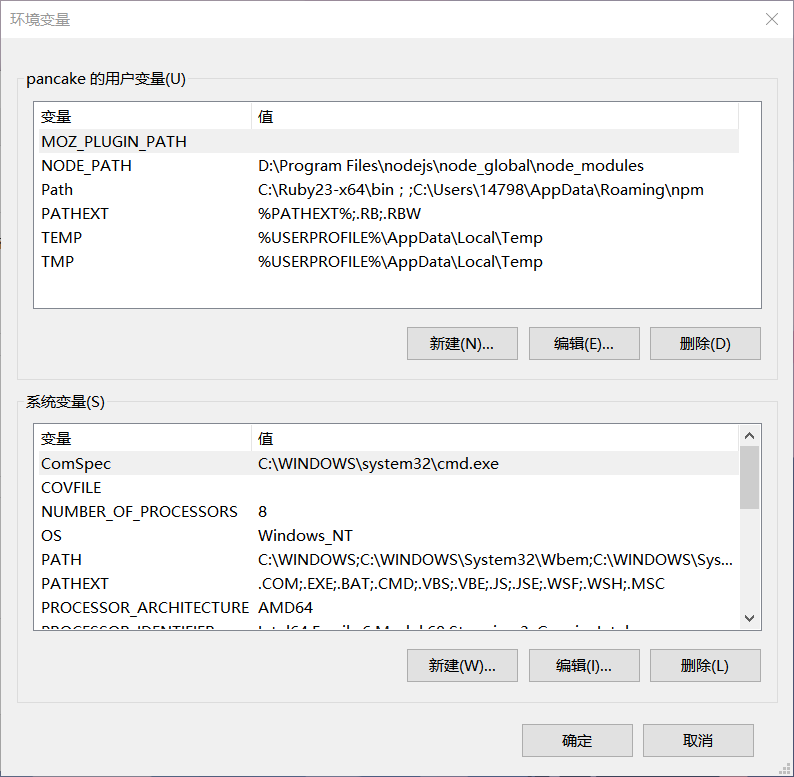 环境变量
pancake 的用户变量(U)
变量 值
MOZ_PLUGIN_PATH
NODE_PATH D:\Program Files\nodejs\node_global\node_modules
Path C:\Ruby23-x64\bin ; ;C:\Users\14798\AppData\Roaming\npm
PATHEXT %PATHEXT%;.RB;.RBW
TEMP %USERPROFILE%\AppData\Local\Temp
TMP %USERPROFILE%\AppData\Local\Temp
新建(N)... 编辑(E)... 删除(D)
系统变量(S)
变量 值
ComSpec C:\WINDOWS\system32\cmd.exe
COVFILE
NUMBER_OF_PROCESSORS 8
OS Windows_NT
PATH C:\WINDOWS;C:\WINDOWS\System32\Wbem;C:\WINDOWS\Sys...
PATHEXT .COM;.EXE;.BAT;.CMD;.VBS;.VBE;.JS;.JSE;.WSF;.WSH;.MSC
PROCESSOR_ARCHITECTURE AMD64
PROCESSOR_IDENTIFIER
新建(W)... 编辑(I)... 删除(L)
确定 取消